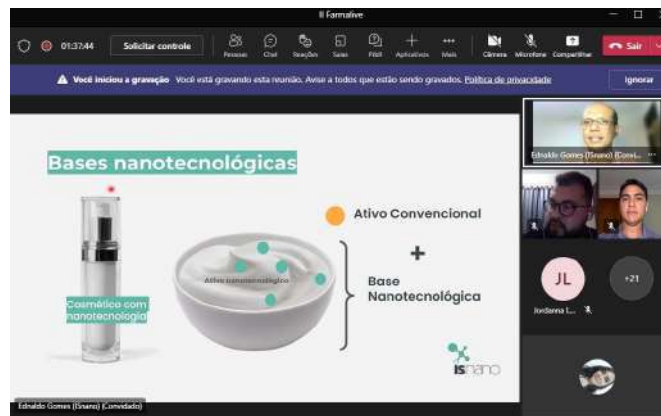 II Farmalive
01:37:44
Solicitar controle
Pessoas
Chat
Reações
Salas
Aplicativos
Mais
Câmera
Microfone
Compartilhar
Sair
Você iniciou a gravação Você está gravando esta reunião. Avise a todos que estão sendo gravados. Política de privacidade
Ignorar
Bases nanotecnológicas
Ativo Convencional
+
Base
Nanotecnológica
Ativo nanotecnológico
Cosmético com
nanotecnologia!
ISnano
Ednaldo Gomes (ISnano) (Convidado)
Ednaldo Gomes (ISnano) (Convi... ...
JL
+21
Jordanna L...